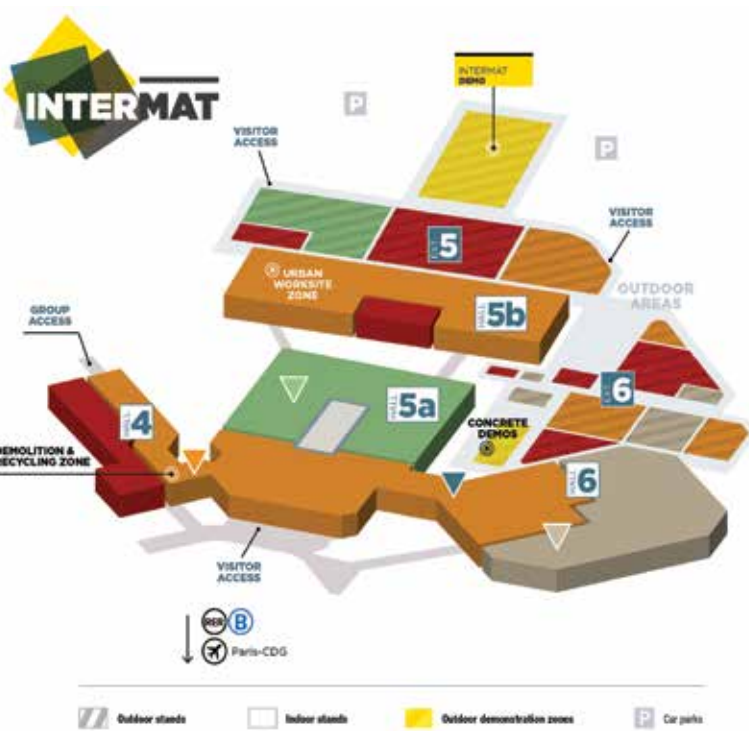 INTERMAT
INTERMAT
DEMO
P
P
VISITOR
ACCESS
VISITOR
ACCESS
EXT 5
URBAN
WORKSITE
ZONE
OUTDOOR
AREAS
HALL 5b
GROUP
ACCESS
HALL 4
HALL 5a
EXT 6
CONCRETE
DEMOS
DEMOLITION &
RECYCLING ZONE
HALL 6
VISITOR
ACCESS
RER B
Paris-CDG
Outdoor stands
Indoor stands
Outdoor demonstration zones
P Car parks